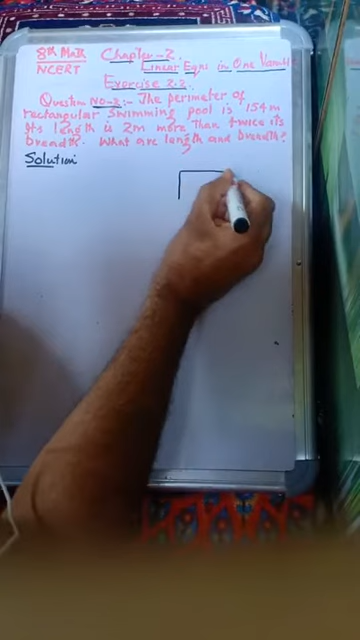 8th Math Chapter-2
NCERT Linear Eqns in One Variable
Exercise 2.2
Question No-2:- The perimeter of
rectangular swimming pool is 154m
Its length is 2m more than twice its
breadth. What are length and breadth?
Solution